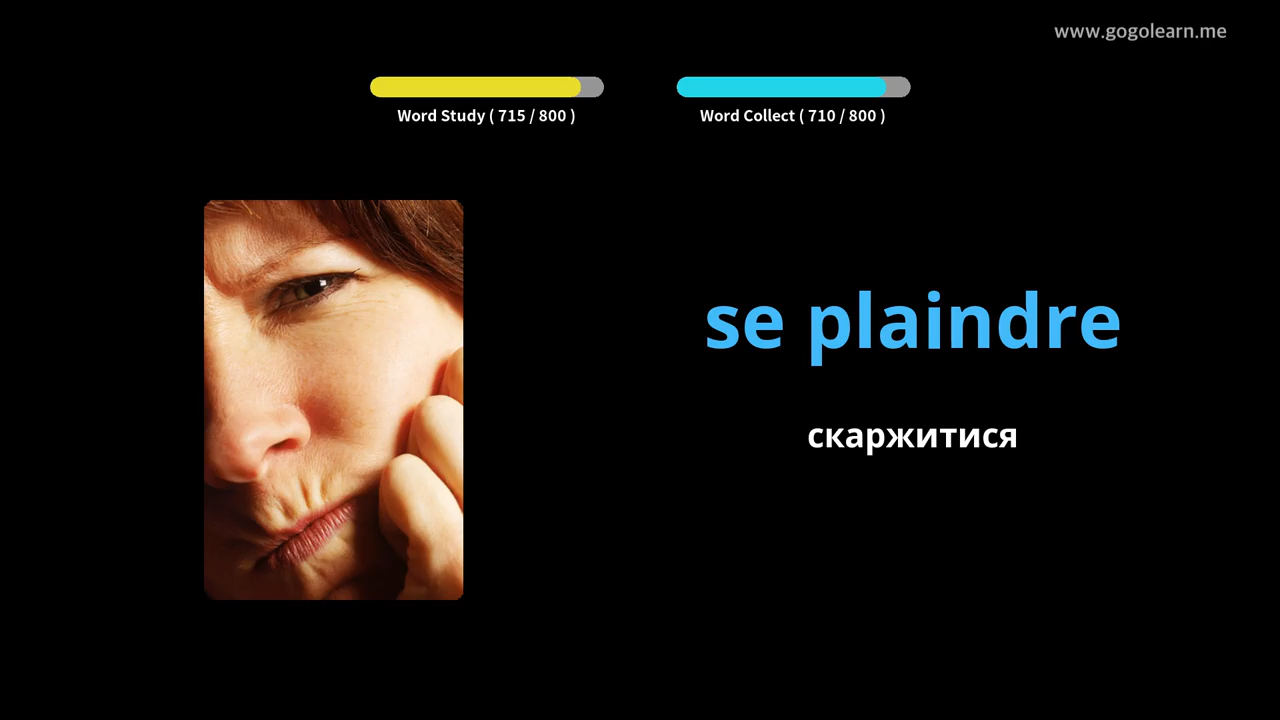 www.gogolearn.me
Word Study ( 715 / 800 )
Word Collect ( 710 / 800 )
se plaindre
скаржитися